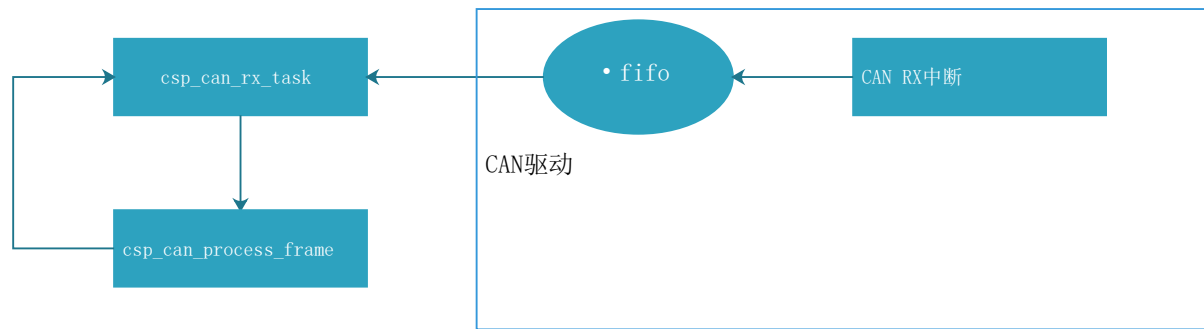 csp_can_rx_task
·fifo
CAN RX中断
CAN驱动
csp_can_process_frame